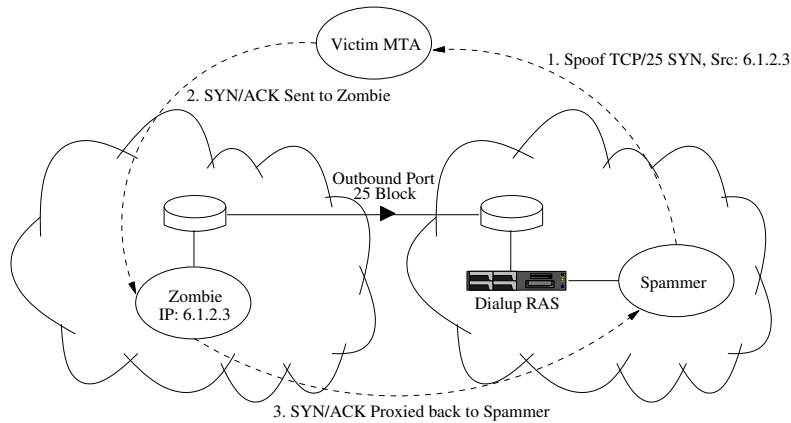 Victim MTA
1. Spoof TCP/25 SYN, Src: 6.1.2.3
2. SYN/ACK Sent to Zombie
Outbound Port
25 Block
Zombie
IP: 6.1.2.3
Dialup RAS
Spammer
3. SYN/ACK Proxied back to Spammer